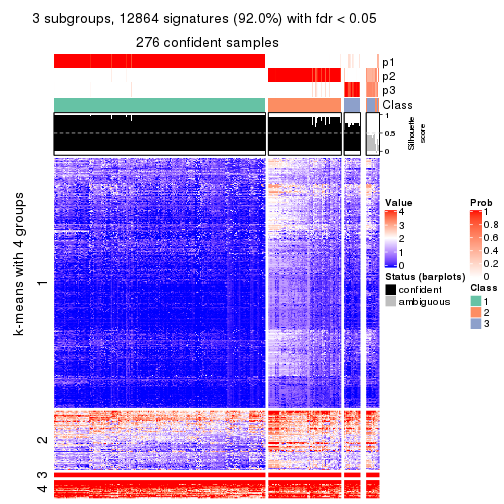 3 subgroups, 12864 signatures (92.0%) with fdr < 0.05
276 confident samples
p1
p2
p3
Class
1
0.5
0
Silhouette
score
k-means with 4 groups
1
2
3
4
Value
4
3
2
1
0
Status (barplots)
confident
ambiguous
Prob
1
0.8
0.6
0.4
0.2
0
Class
1
2
3